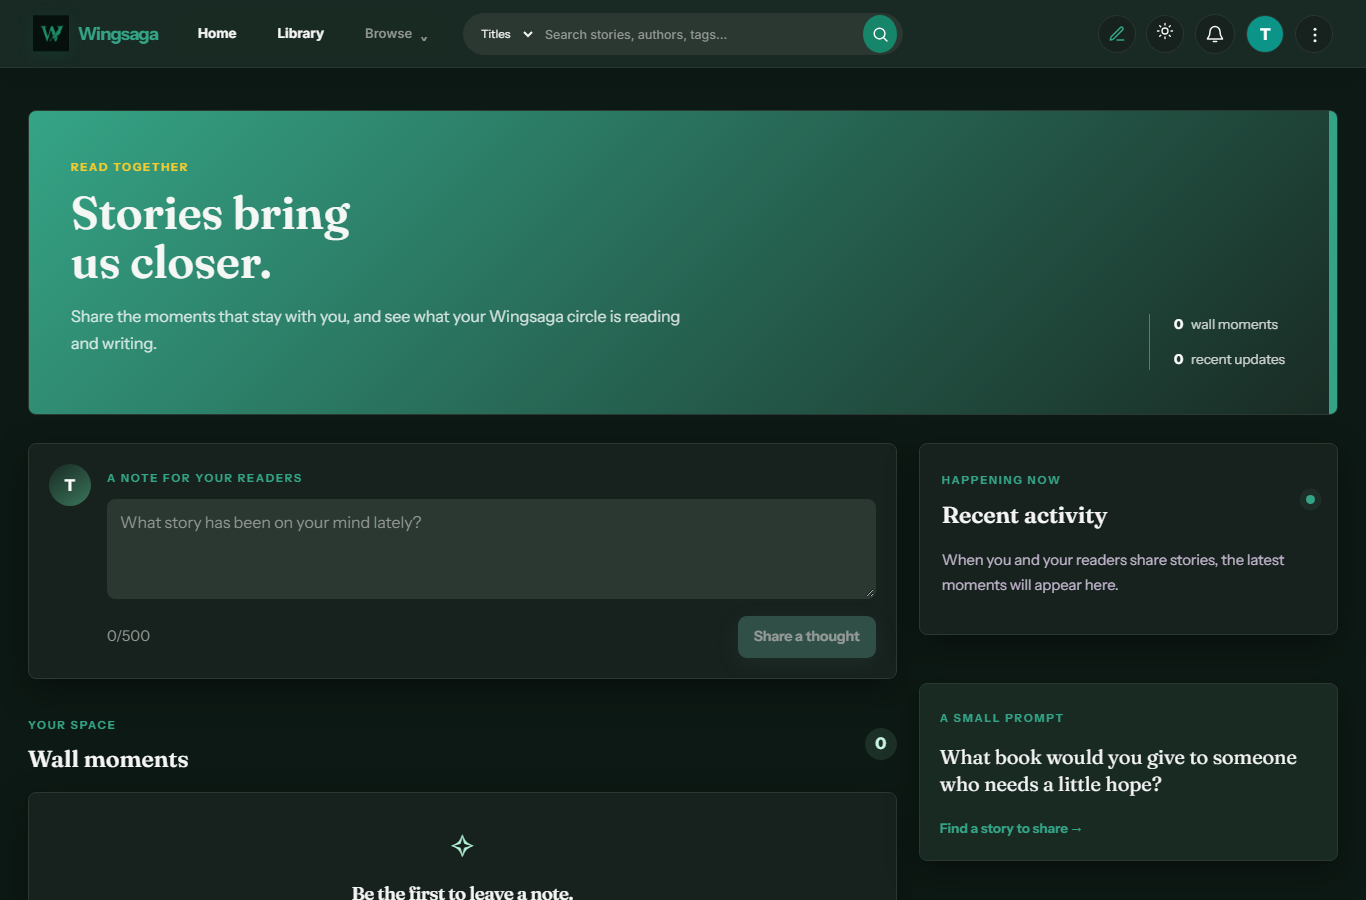 W Wingsaga Home Library Browse Titles Search stories, authors, tags... T
READ TOGETHER
Stories bring
us closer.
Share the moments that stay with you, and see what your Wingsaga circle is reading
and writing.
0 wall moments
0 recent updates
T
A NOTE FOR YOUR READERS
What story has been on your mind lately?
0/500
Share a thought
YOUR SPACE
Wall moments
0
Be the first to leave a note.
HAPPENING NOW
Recent activity
When you and your readers share stories, the latest
moments will appear here.
A SMALL PROMPT
What book would you give to someone
who needs a little hope?
Find a story to share →